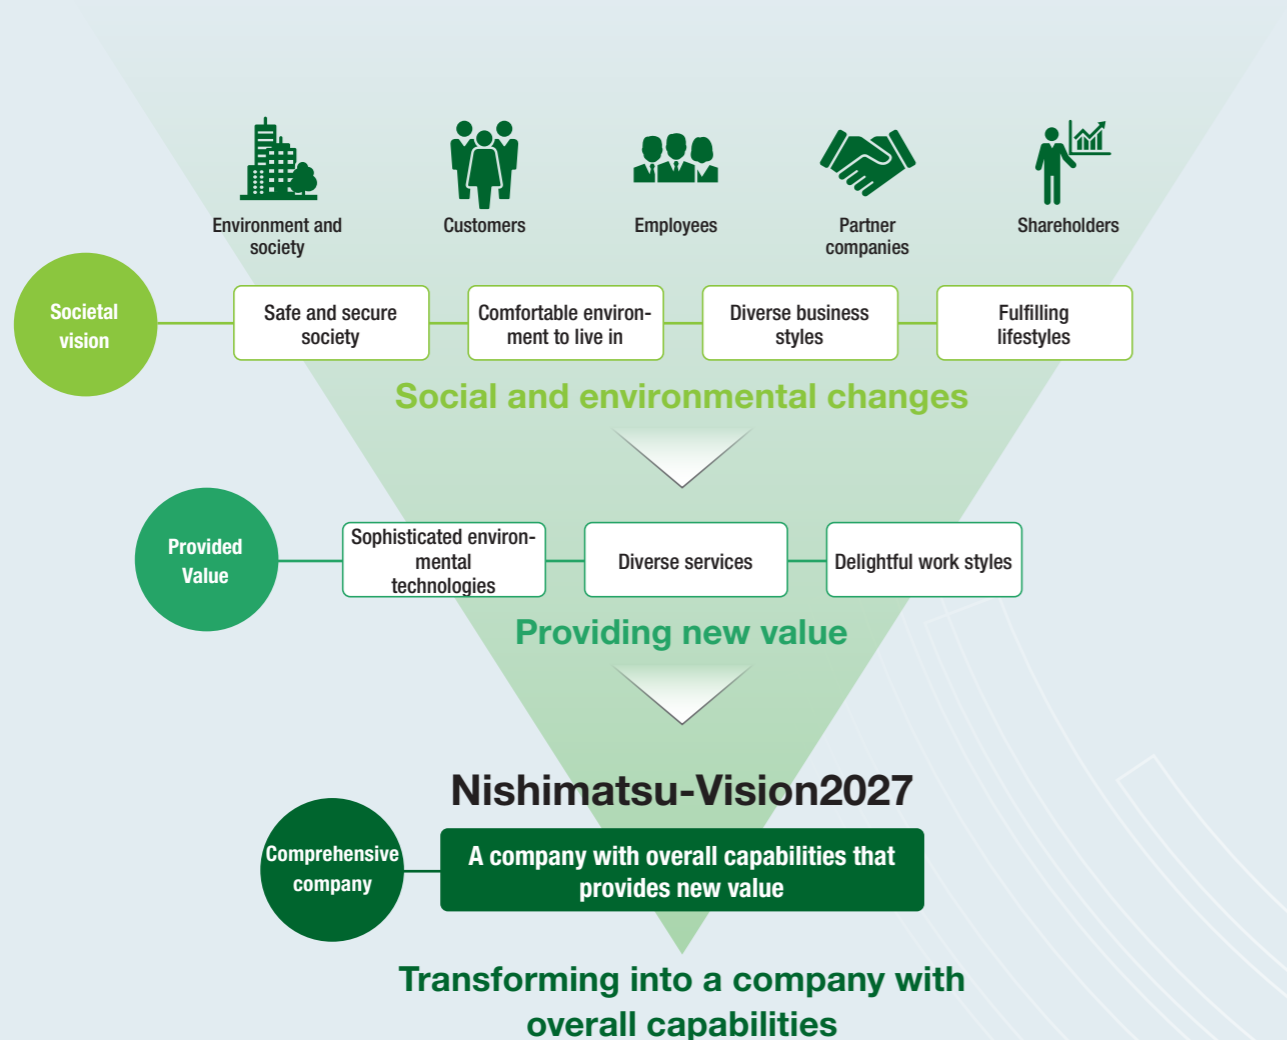 Environment and
society
Customers
Employees
Partner
companies
Shareholders
Societal
vision
Safe and secure
society
Comfortable environ-
ment to live in
Diverse business
styles
Fulfilling
lifestyles
Social and environmental changes
Provided
Value
Sophisticated environ-
mental
technologies
Diverse services
Delightful work styles
Providing new value
Nishimatsu-Vision2027
Comprehensive
company
A company with overall capabilities that
provides new value
Transforming into a company with
overall capabilities